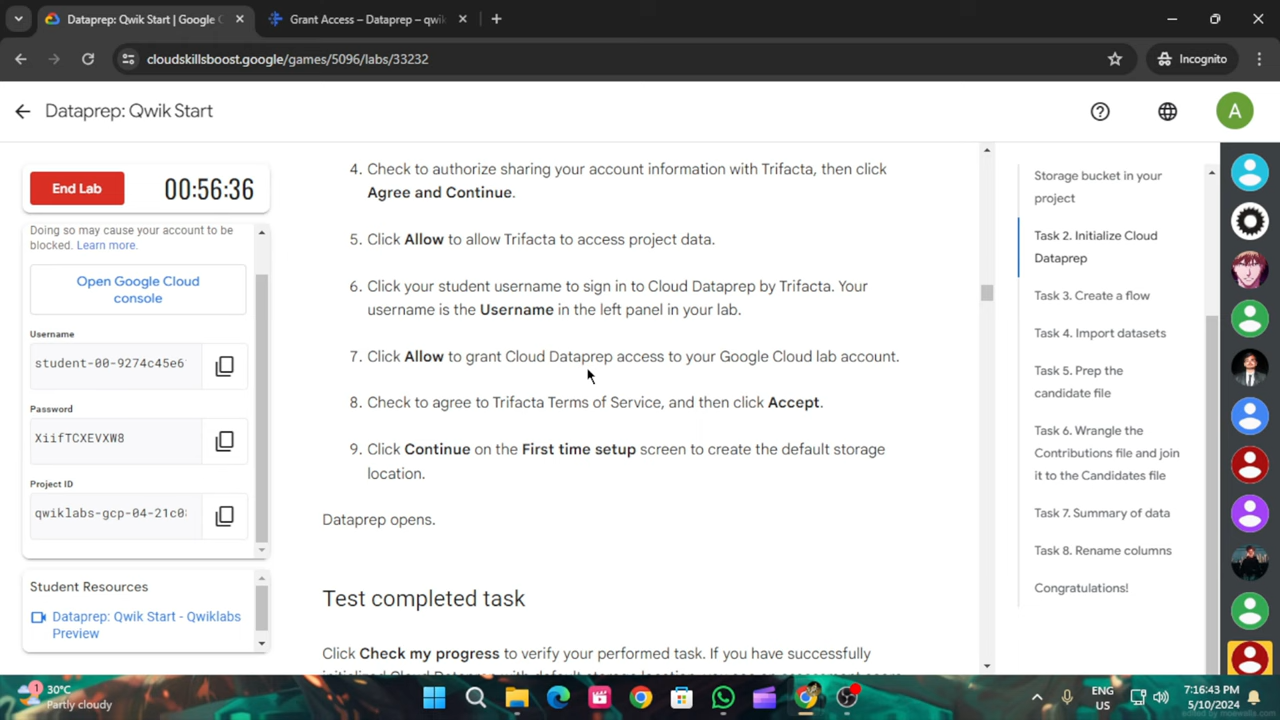 Dataprep: Qwik Start | Google C
Grant Access – Dataprep – qwik
cloudskillsboost.google/games/5096/labs/33232
Incognito
Dataprep: Qwik Start
A
End Lab
00:56:36
Doing so may cause your account to be
blocked. Learn more.
Open Google Cloud
console
Username
student-00-9274c45e6
Password
XiifTCXEVXW8
Project ID
qwiklabs-gcp-04-21c0
Student Resources
Dataprep: Qwik Start - Qwiklabs
Preview
4. Check to authorize sharing your account information with Trifacta, then click
Agree and Continue.
5. Click Allow to allow Trifacta to access project data.
6. Click your student username to sign in to Cloud Dataprep by Trifacta. Your
username is the Username in the left panel in your lab.
7. Click Allow to grant Cloud Dataprep access to your Google Cloud lab account.
8. Check to agree to Trifacta Terms of Service, and then click Accept.
9. Click Continue on the First time setup screen to create the default storage
location.
Dataprep opens.
Test completed task
Click Check my progress to verify your performed task. If you have successfully
Storage bucket in your
project
Task 2. Initialize Cloud
Dataprep
Task 3. Create a flow
Task 4. Import datasets
Task 5. Prep the
candidate file
Task 6. Wrangle the
Contributions file and join
it to the Candidates file
Task 7. Summary of data
Task 8. Rename columns
Congratulations!
1
30°C
Partly cloudy
ENG
US
7:16:43 PM
5/10/2024